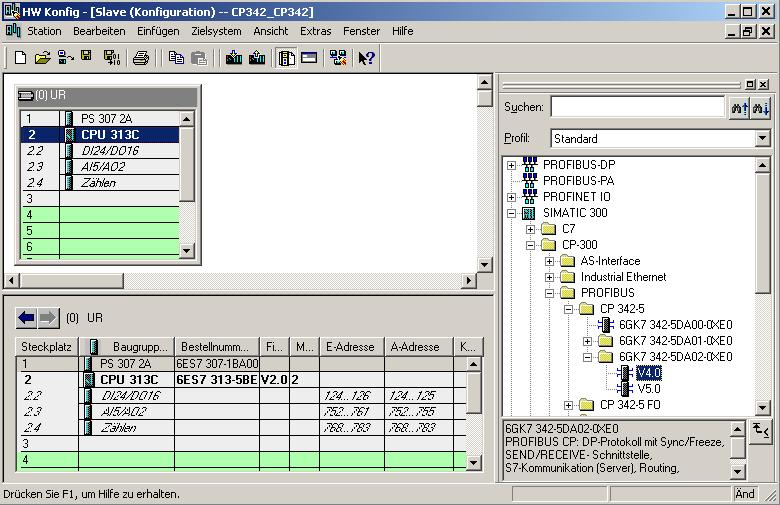 HW Konfig - [Slave (Konfiguration) -- CP342_CP342]
Station Bearbeiten Einfügen Zielsystem Ansicht Extras Fenster Hilfe
(0) UR
1 PS 307 2A
2 CPU 313C
2.2 DI24/DO16
2.3 AI5/AO2
2.4 Zählen
3
4
5
6
Suchen:
Profil: Standard
PROFIBUS-DP
PROFIBUS-PA
PROFINET IO
SIMATIC 300
C7
CP-300
AS-Interface
Industrial Ethernet
PROFIBUS
CP 342-5
6GK7 342-5DA00-0XE0
6GK7 342-5DA01-0XE0
6GK7 342-5DA02-0XE0
V4.0
V5.0
CP 342-5 FO
(0) UR
Steckplatz Baugrupp... Bestellnumm... Fi... M... E-Adresse A-Adresse K...
1 PS 307 2A 6ES7 307-1BA00
2 CPU 313C 6ES7 313-5BE V2.0 2
2.2 DI24/DO16 124...126 124...125
2.3 AI5/AO2 752...761 752...755
2.4 Zählen 768...783 768...783
3
4
6GK7 342-5DA02-0XE0
PROFIBUS CP: DP-Protokoll mit Sync/Freeze,
SEND/RECEIVE- Schnittstelle,
S7-Kommunikation (Server), Routing,
Drücken Sie F1, um Hilfe zu erhalten.
Änd